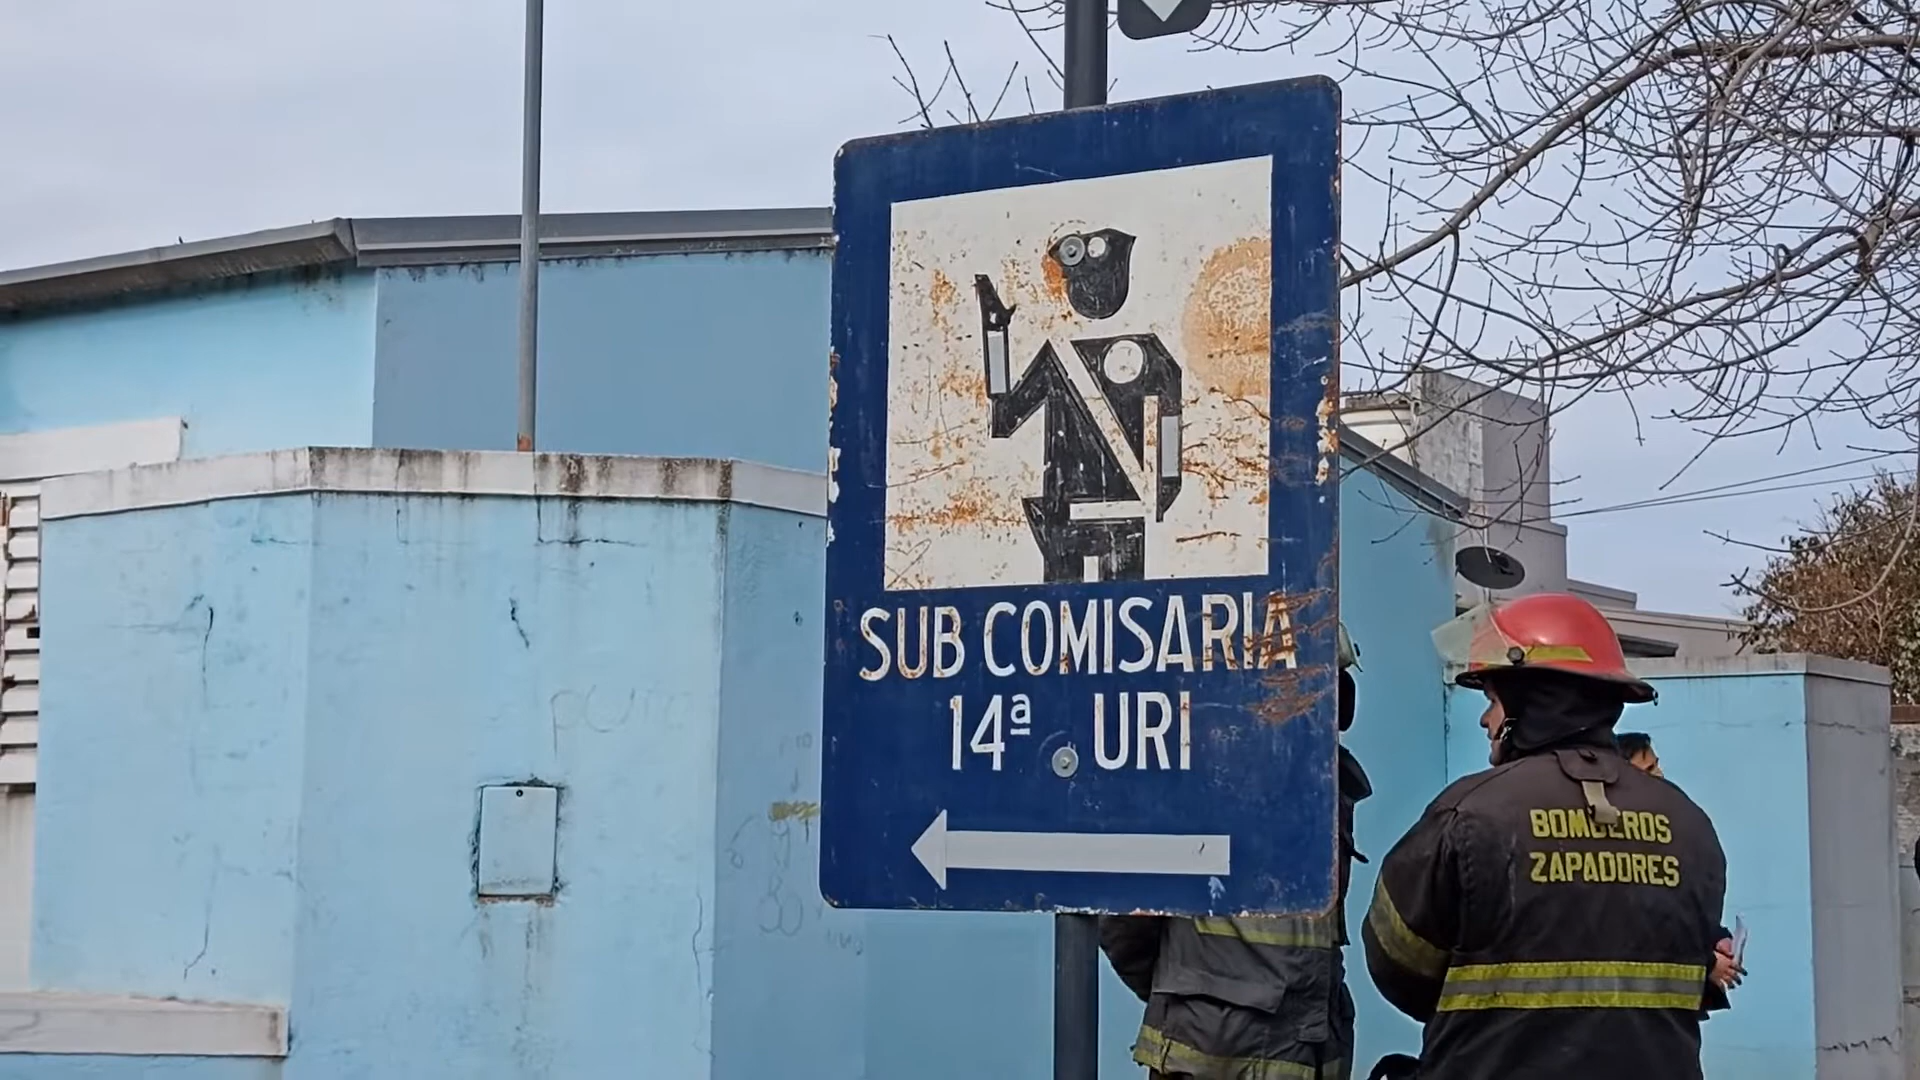 SUB COMISARIA
14ª . URI
BOMBEROS
ZAPADORES